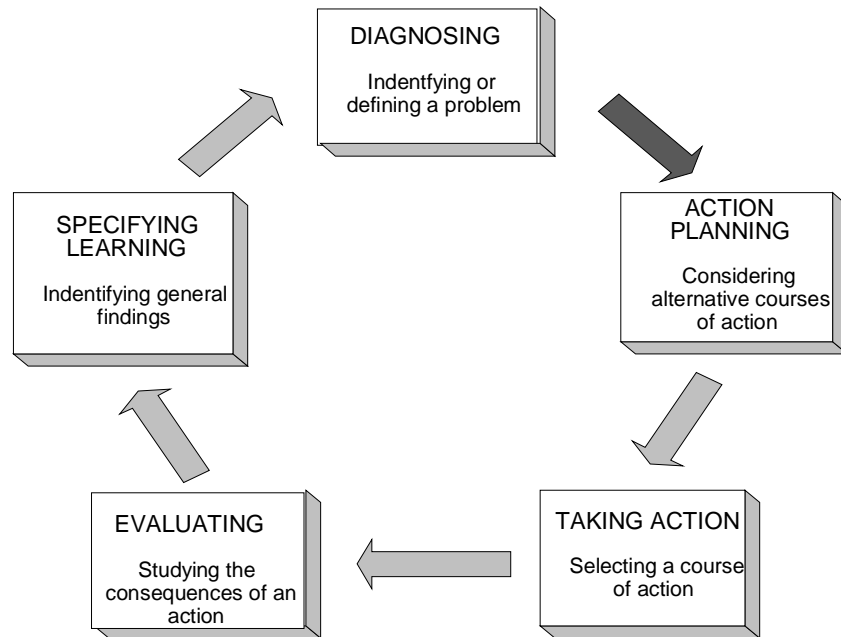 DIAGNOSING
Indentfying or
defining a problem
ACTION
PLANNING
Considering
alternative courses
of action
TAKING ACTION
Selecting a course
of action
EVALUATING
Studying the
consequences of an
action
SPECIFYING
LEARNING
Indentifying general
findings